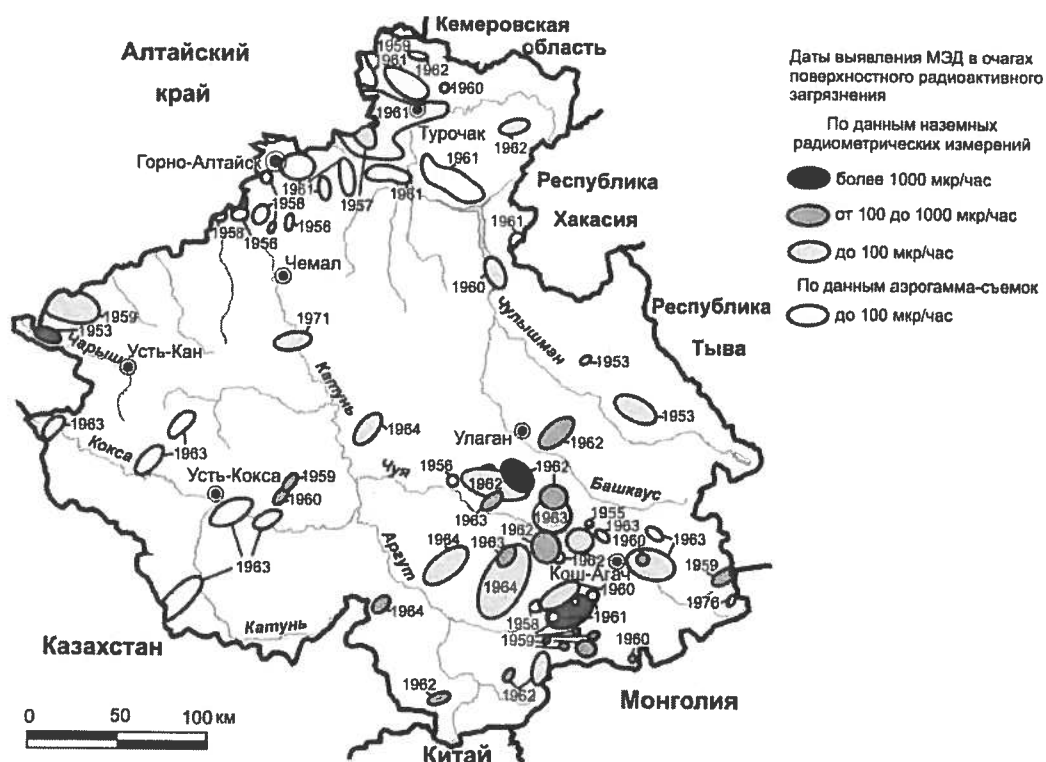 Кемеровская
область
Алтайский
край
1959
1961
1962
1960
1961
Турочак
1962
Горно-Алтайск
1961
1961
1957
1961
1958
1958
1958
1956
Республика
Хакасия
1961
Чемал
1960
Чулышман
Республика
Тыва
1959
1953
Чарыш
Усть-Кан
1971
Катунь
1953
1953
1963
Кокса
1963
1964
Улаган
1962
Усть-Кокса
1959
1960
Чуя
1956
1962
1962
1963
Башкаус
1963
1955
1963
1960
1963
1962
1963
1964
1962
Кош-Агач
1959
1976
1963
Аргут
1964
1964
1960
1958
1961
1959
1960
Катунь
Казахстан
1962
1962
Монголия
Китай
0 50 100 км
Даты выявления МЭД в очагах
поверхностного радиоактивного
загрязнения
По данным наземных
радиометрических измерений
более 1000 мкр/час
от 100 до 1000 мкр/час
до 100 мкр/час
По данным аэрогамма-съемок
до 100 мкр/час